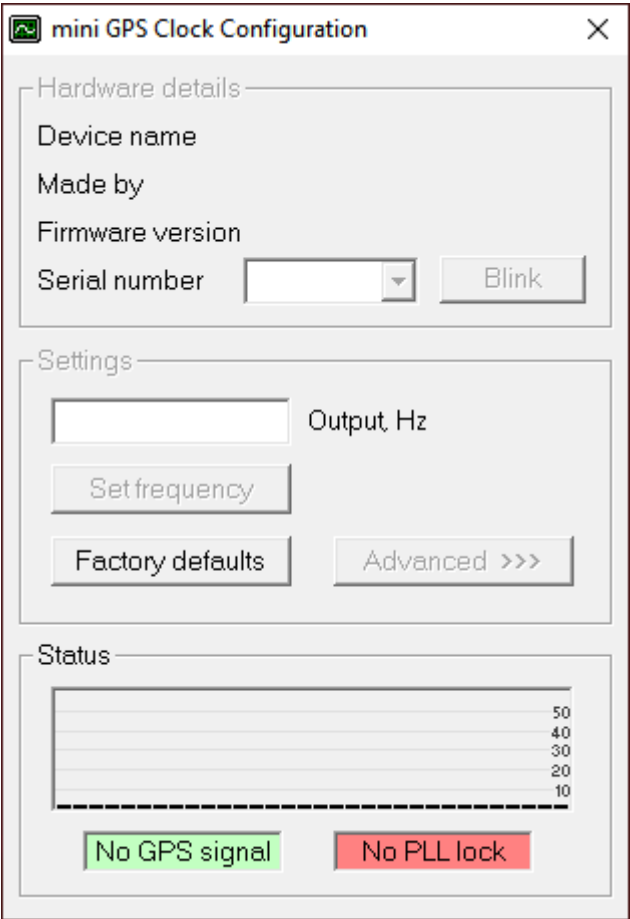 mini GPS Clock Configuration
Hardware details
Device name
Made by
Firmware version
Serial number
Blink
Settings
Output, Hz
Set frequency
Factory defaults
Advanced >>>
Status
50
40
30
20
10
No GPS signal
No PLL lock